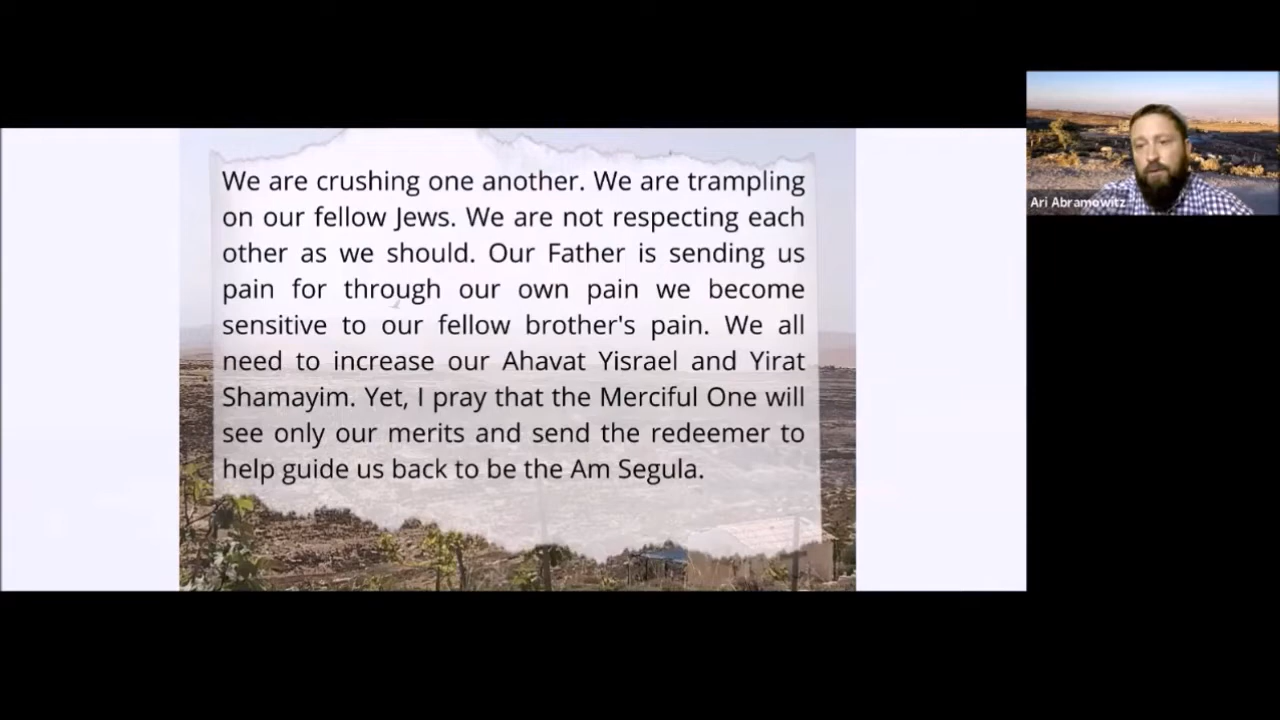 We are crushing one another. We are trampling
on our fellow Jews. We are not respecting each
other as we should. Our Father is sending us
pain for through our own pain we become
sensitive to our fellow brother's pain. We all
need to increase our Ahavat Yisrael and Yirat
Shamayim. Yet, I pray that the Merciful One will
see only our merits and send the redeemer to
help guide us back to be the Am Segula.
Ari Abramowitz